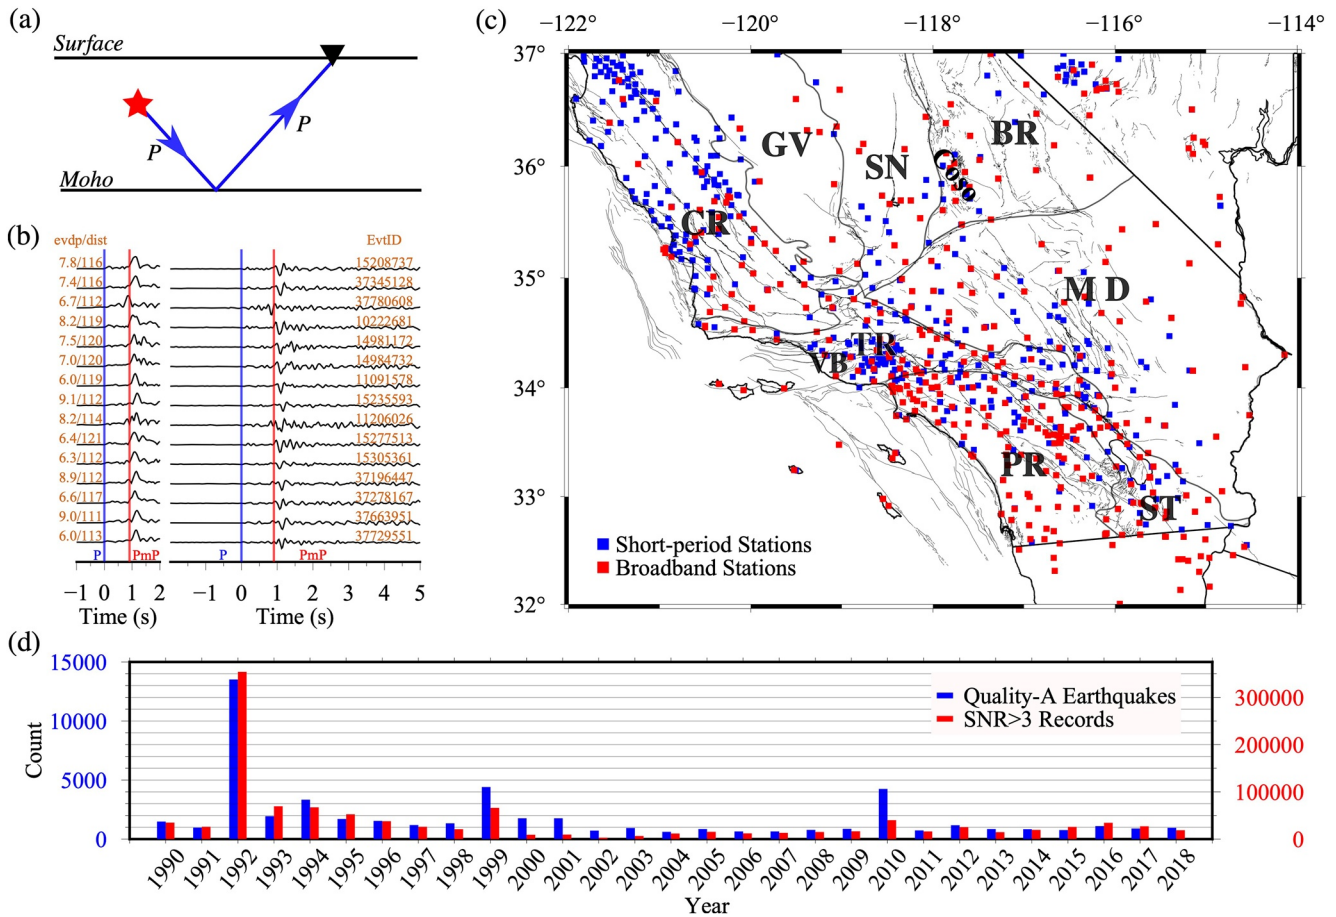 (a)
Surface
P
P
Moho
(b)
evdp/dist EvtID
7.8/116 15208737
7.4/116 37345128
6.7/112 37780608
8.2/119 10222681
7.5/120 14981172
7.0/120 14984732
6.0/119 11091578
9.1/112 15235593
8.2/114 11206026
6.4/121 15277513
6.3/112 15305361
8.9/112 37196447
6.6/117 37278167
9.0/111 37663951
6.0/113 37729551
P PmP P PmP
−1 0 1 2 −1 0 1 2 3 4 5
Time (s) Time (s)
(c)
−122° −120° −118° −116° −114°
37°
36°
35°
34°
33°
32°
GV
SN
BR
Coso
CR
MD
TR
VB
PR
ST
Short-period Stations
Broadband Stations
(d)
15000
10000
5000
0
Count
Quality-A Earthquakes
SNR>3 Records
300000
200000
100000
0
1990 1991 1992 1993 1994 1995 1996 1997 1998 1999 2000 2001 2002 2003 2004 2005 2006 2007 2008 2009 2010 2011 2012 2013 2014 2015 2016 2017 2018
Year